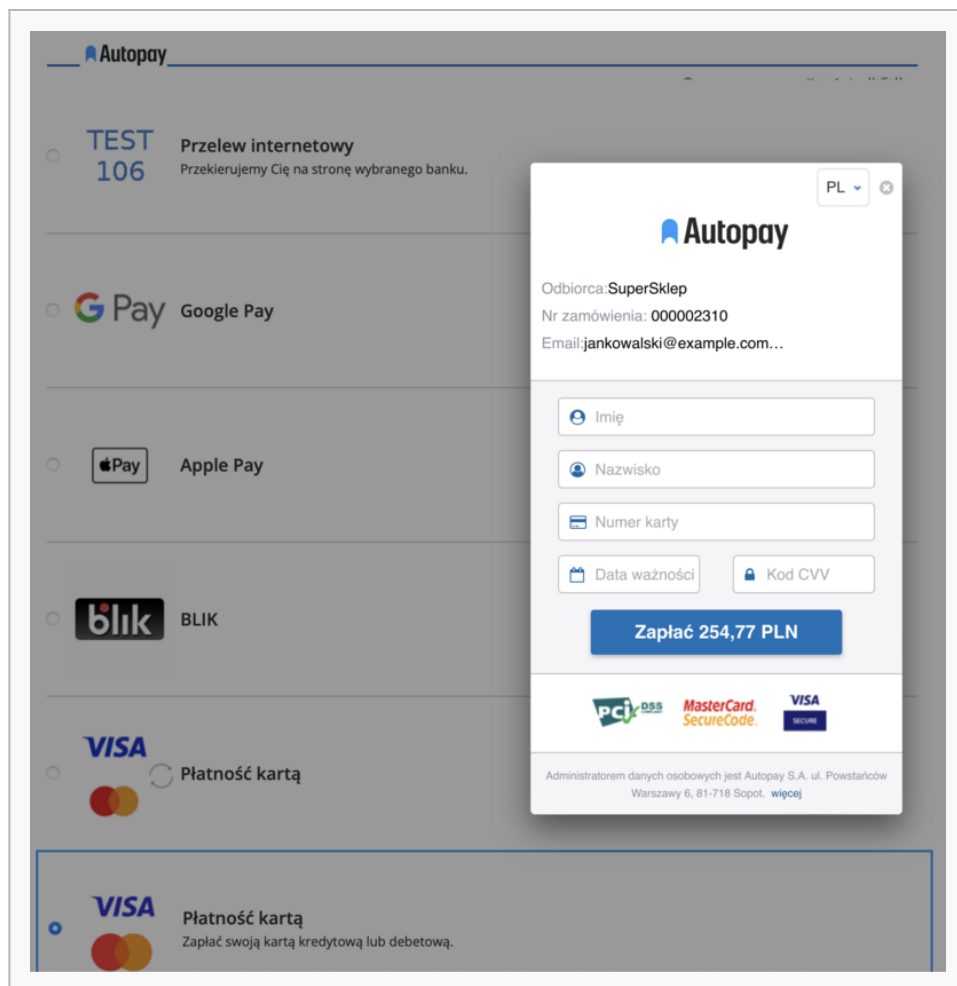 Autopay
TEST
106
Przelew internetowy
Przekierujemy Cię na stronę wybranego banku.
G Pay
Google Pay
Pay
Apple Pay
blik
BLIK
VISA
Płatność kartą
VISA
Płatność kartą
Zapłać swoją kartą kredytową lub debetową.
PL
Autopay
Odbiorca:SuperSklep
Nr zamówienia: 000002310
Email:jankowalski@example.com...
Imię
Nazwisko
Numer karty
Data ważności
Kod CVV
Zapłać 254,77 PLN
PCI DSS
MasterCard.
SecureCode.
VISA
SECURE
Administratorem danych osobowych jest Autopay S.A. ul. Powstańców
Warszawy 6, 81-718 Sopot. więcej